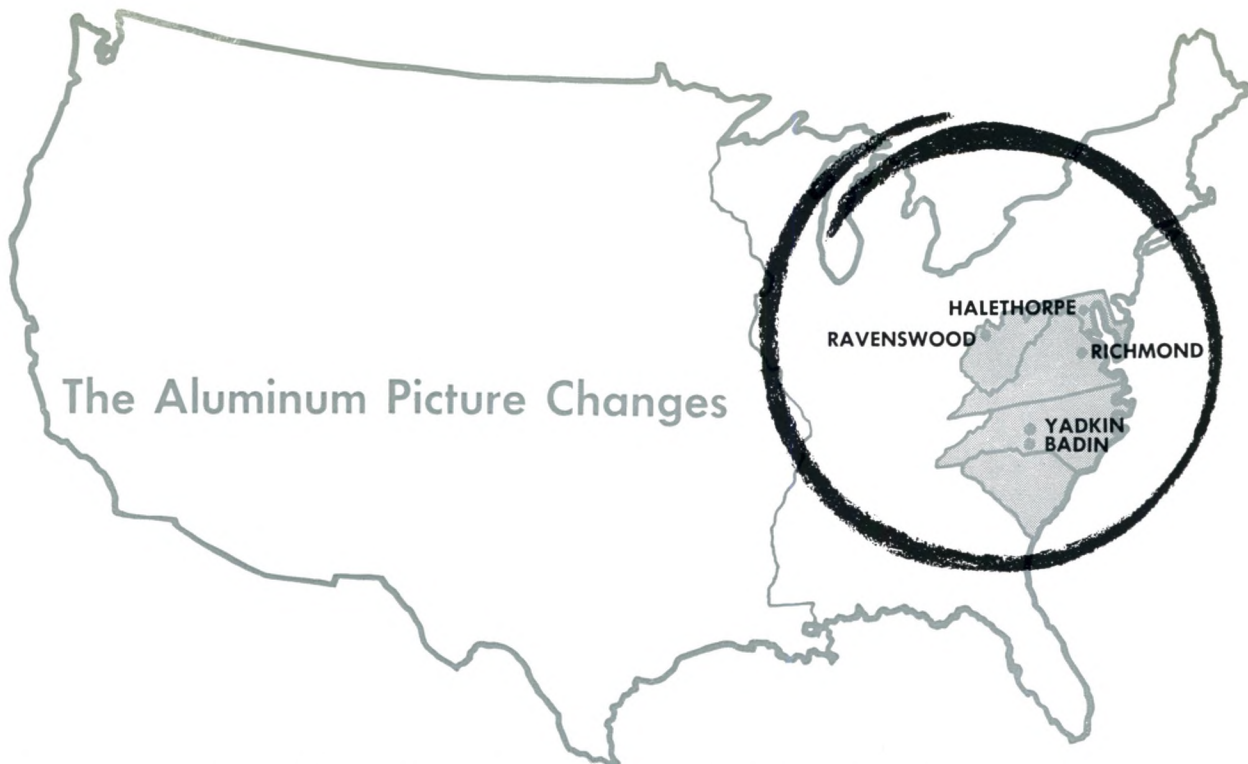 HALETHORPE
RAVENSWOOD
RICHMOND
The Aluminum Picture Changes
YADKIN
BADIN